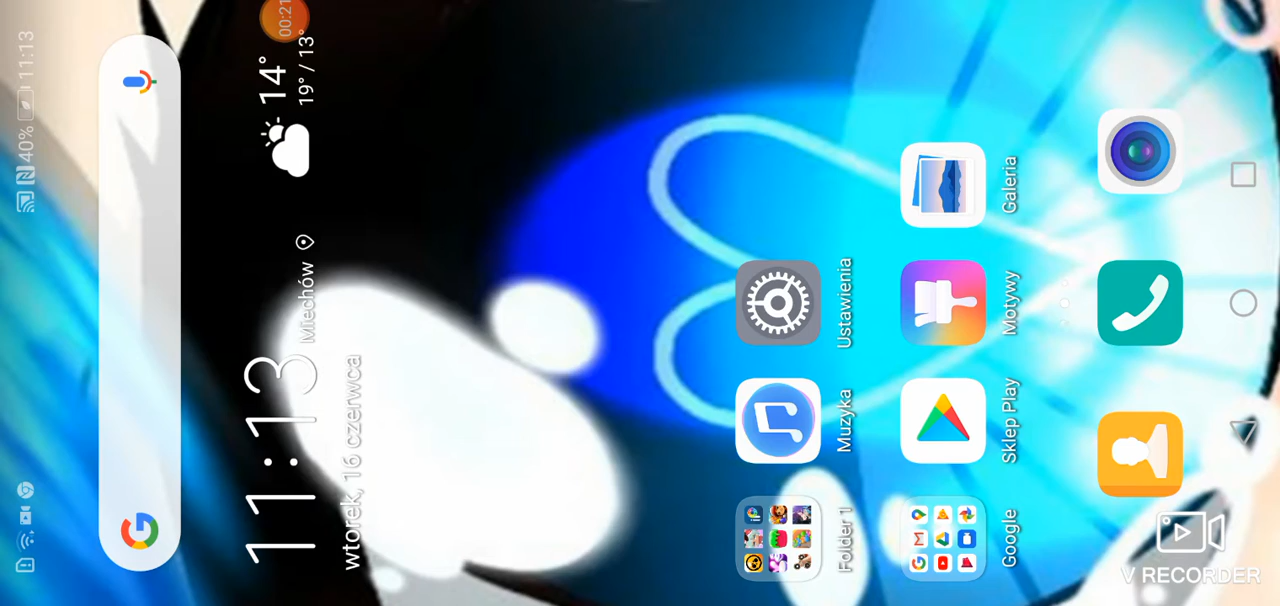 40% 11:13
00:21
11:13
14°
19° / 13°
Miechów
wtorek, 16 czerwca
Folder 1
Muzyka
Ustawienia
Google
Sklep Play
Motywy
Galeria
V RECORDER